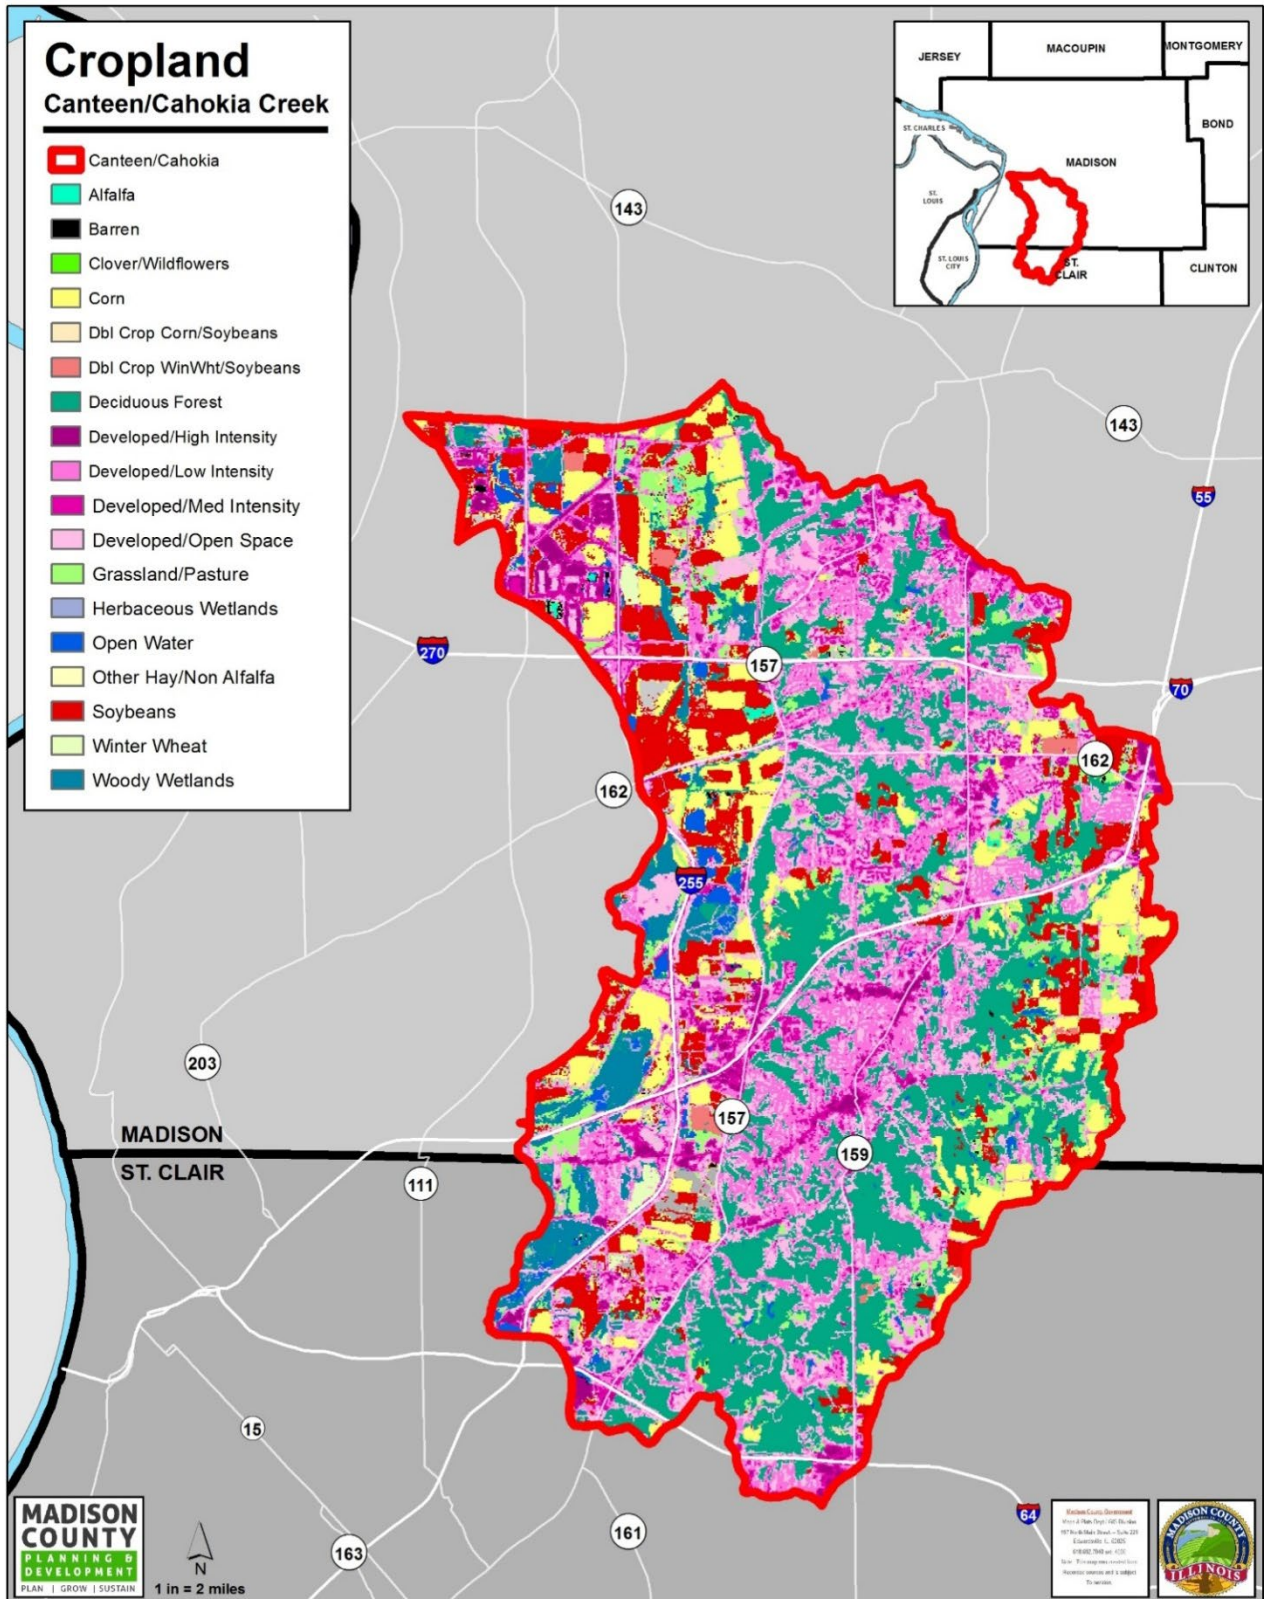 Cropland
Canteen/Cahokia Creek
Canteen/Cahokia
Alfalfa
Barren
Clover/Wildflowers
Corn
Dbl Crop Corn/Soybeans
Dbl Crop WinWht/Soybeans
Deciduous Forest
Developed/High Intensity
Developed/Low Intensity
Developed/Med Intensity
Developed/Open Space
Grassland/Pasture
Herbaceous Wetlands
Open Water
Other Hay/Non Alfalfa
Soybeans
Winter Wheat
Woody Wetlands
JERSEY
MACOUPIN
MONTGOMERY
BOND
ST. CHARLES
MADISON
ST.
LOUIS
ST. LOUIS
CITY
ST.
CLAIR
CLINTON
143
143
55
270
157
70
162
162
255
203
157
159
MADISON
ST. CLAIR
111
15
163
161
64
MADISON
COUNTY
PLANNING &
DEVELOPMENT
PLAN | GROW | SUSTAIN
N
1 in = 2 miles
Madison County Government
MADISON COUNTY
ILLINOIS